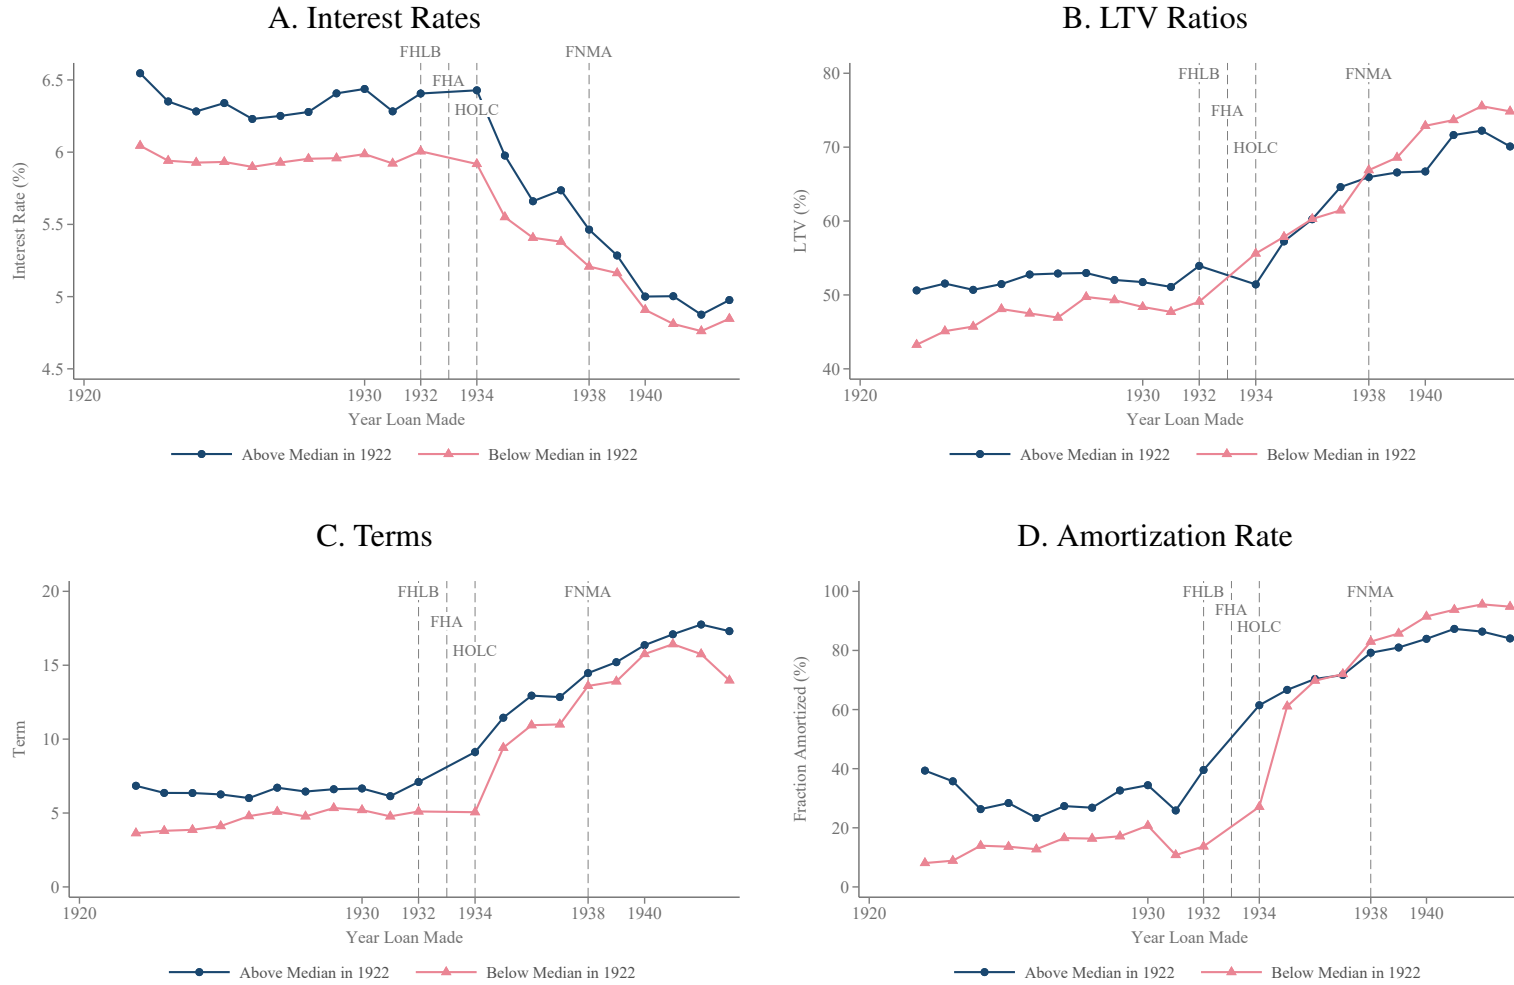 A. Interest Rates
FHLB
FNMA
FHA
HOLC
6.5
6
5.5
5
4.5
Interest Rate (%)
1920
1930
1932
1934
1938
1940
Year Loan Made
Above Median in 1922
Below Median in 1922
B. LTV Ratios
FHLB
FNMA
FHA
HOLC
80
70
60
50
40
LTV (%)
1920
1930
1932
1934
1938
1940
Year Loan Made
Above Median in 1922
Below Median in 1922
C. Terms
FHLB
FNMA
FHA
HOLC
20
15
10
5
0
Term
1920
1930
1932
1934
1938
1940
Year Loan Made
Above Median in 1922
Below Median in 1922
D. Amortization Rate
FHLB
FNMA
FHA
HOLC
100
80
60
40
20
0
Fraction Amortized (%)
1920
1930
1932
1934
1938
1940
Year Loan Made
Above Median in 1922
Below Median in 1922